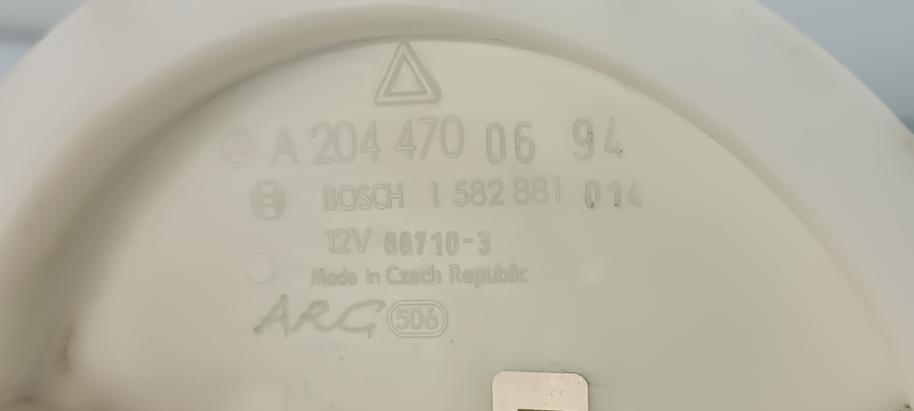 A 204 470 06 94
BOSCH 1 582 881 014
12V 66710-3
Made in Czech Republic
ARG 506